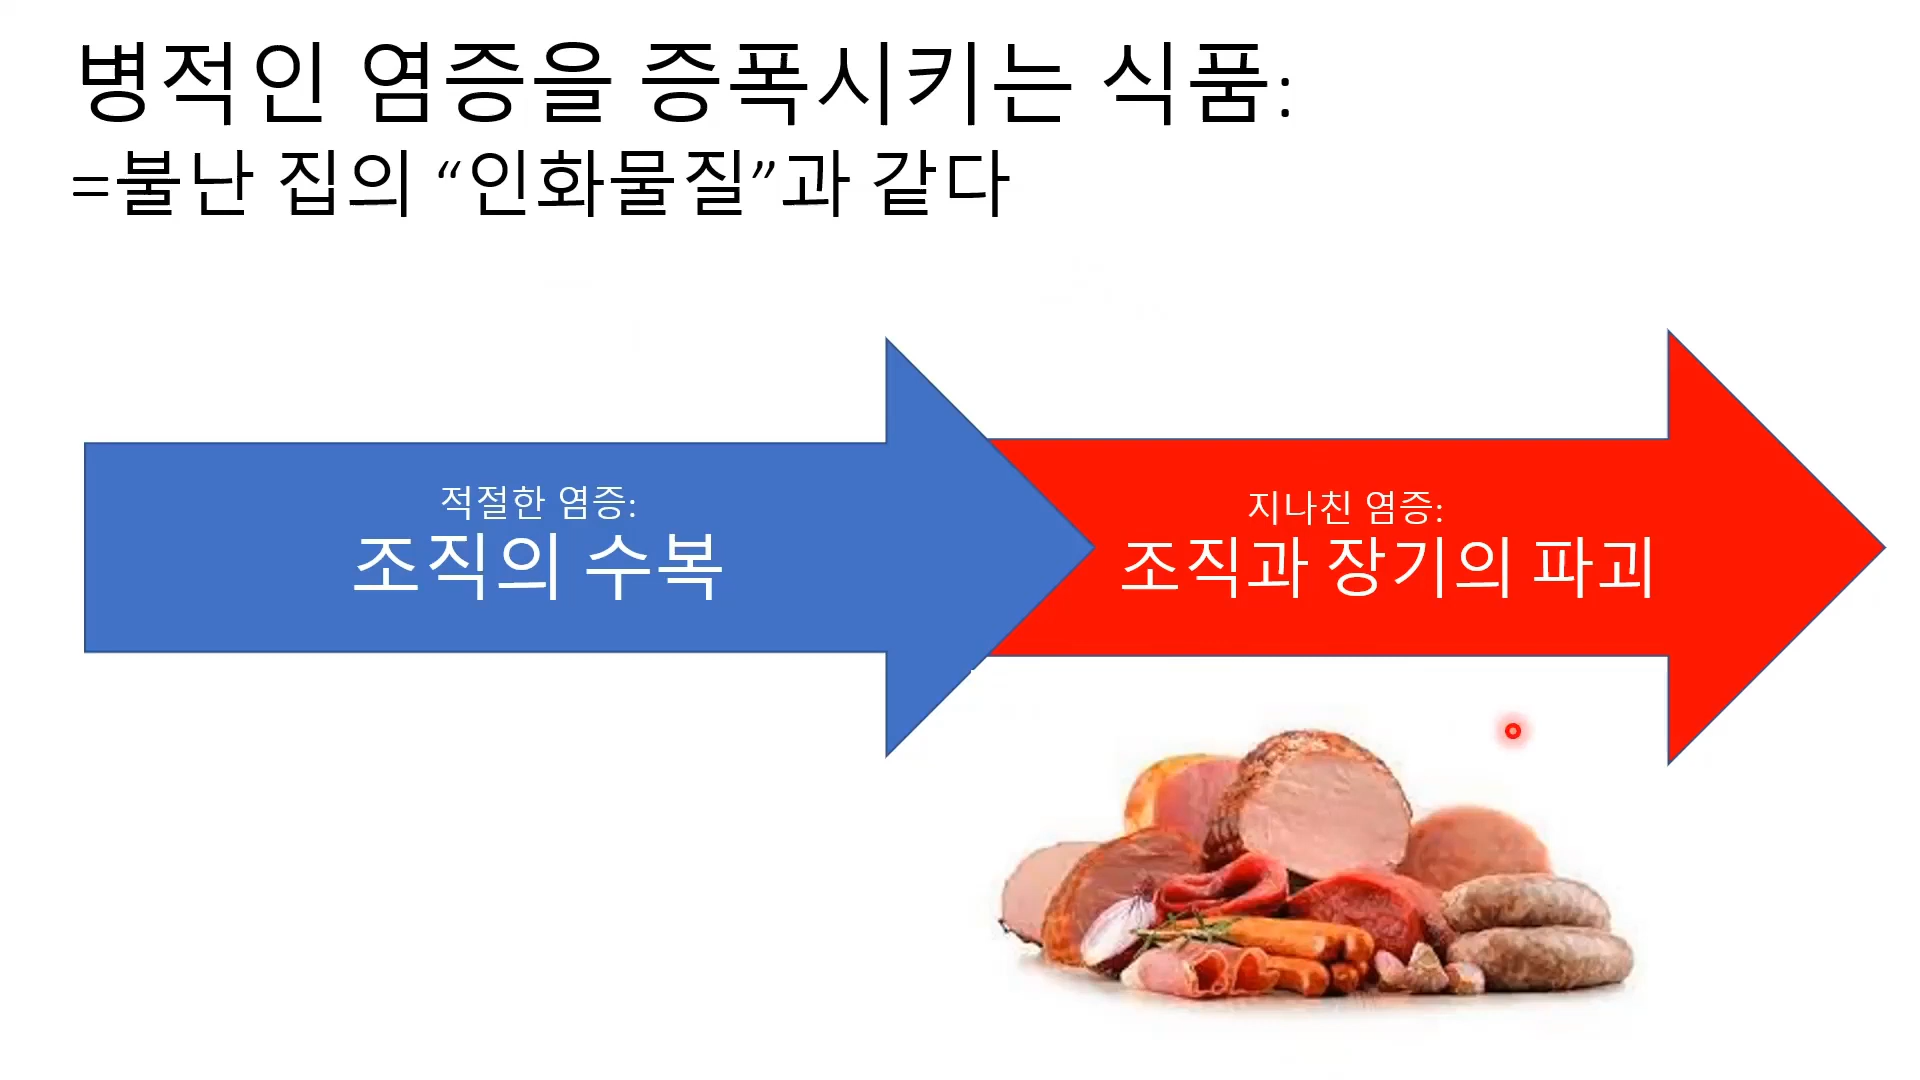 병적인 염증을 증폭시키는 식품:
=불난 집의 “인화물질”과 같다
적절한 염증:
조직의 수복
지나친 염증:
조직과 장기의 파괴